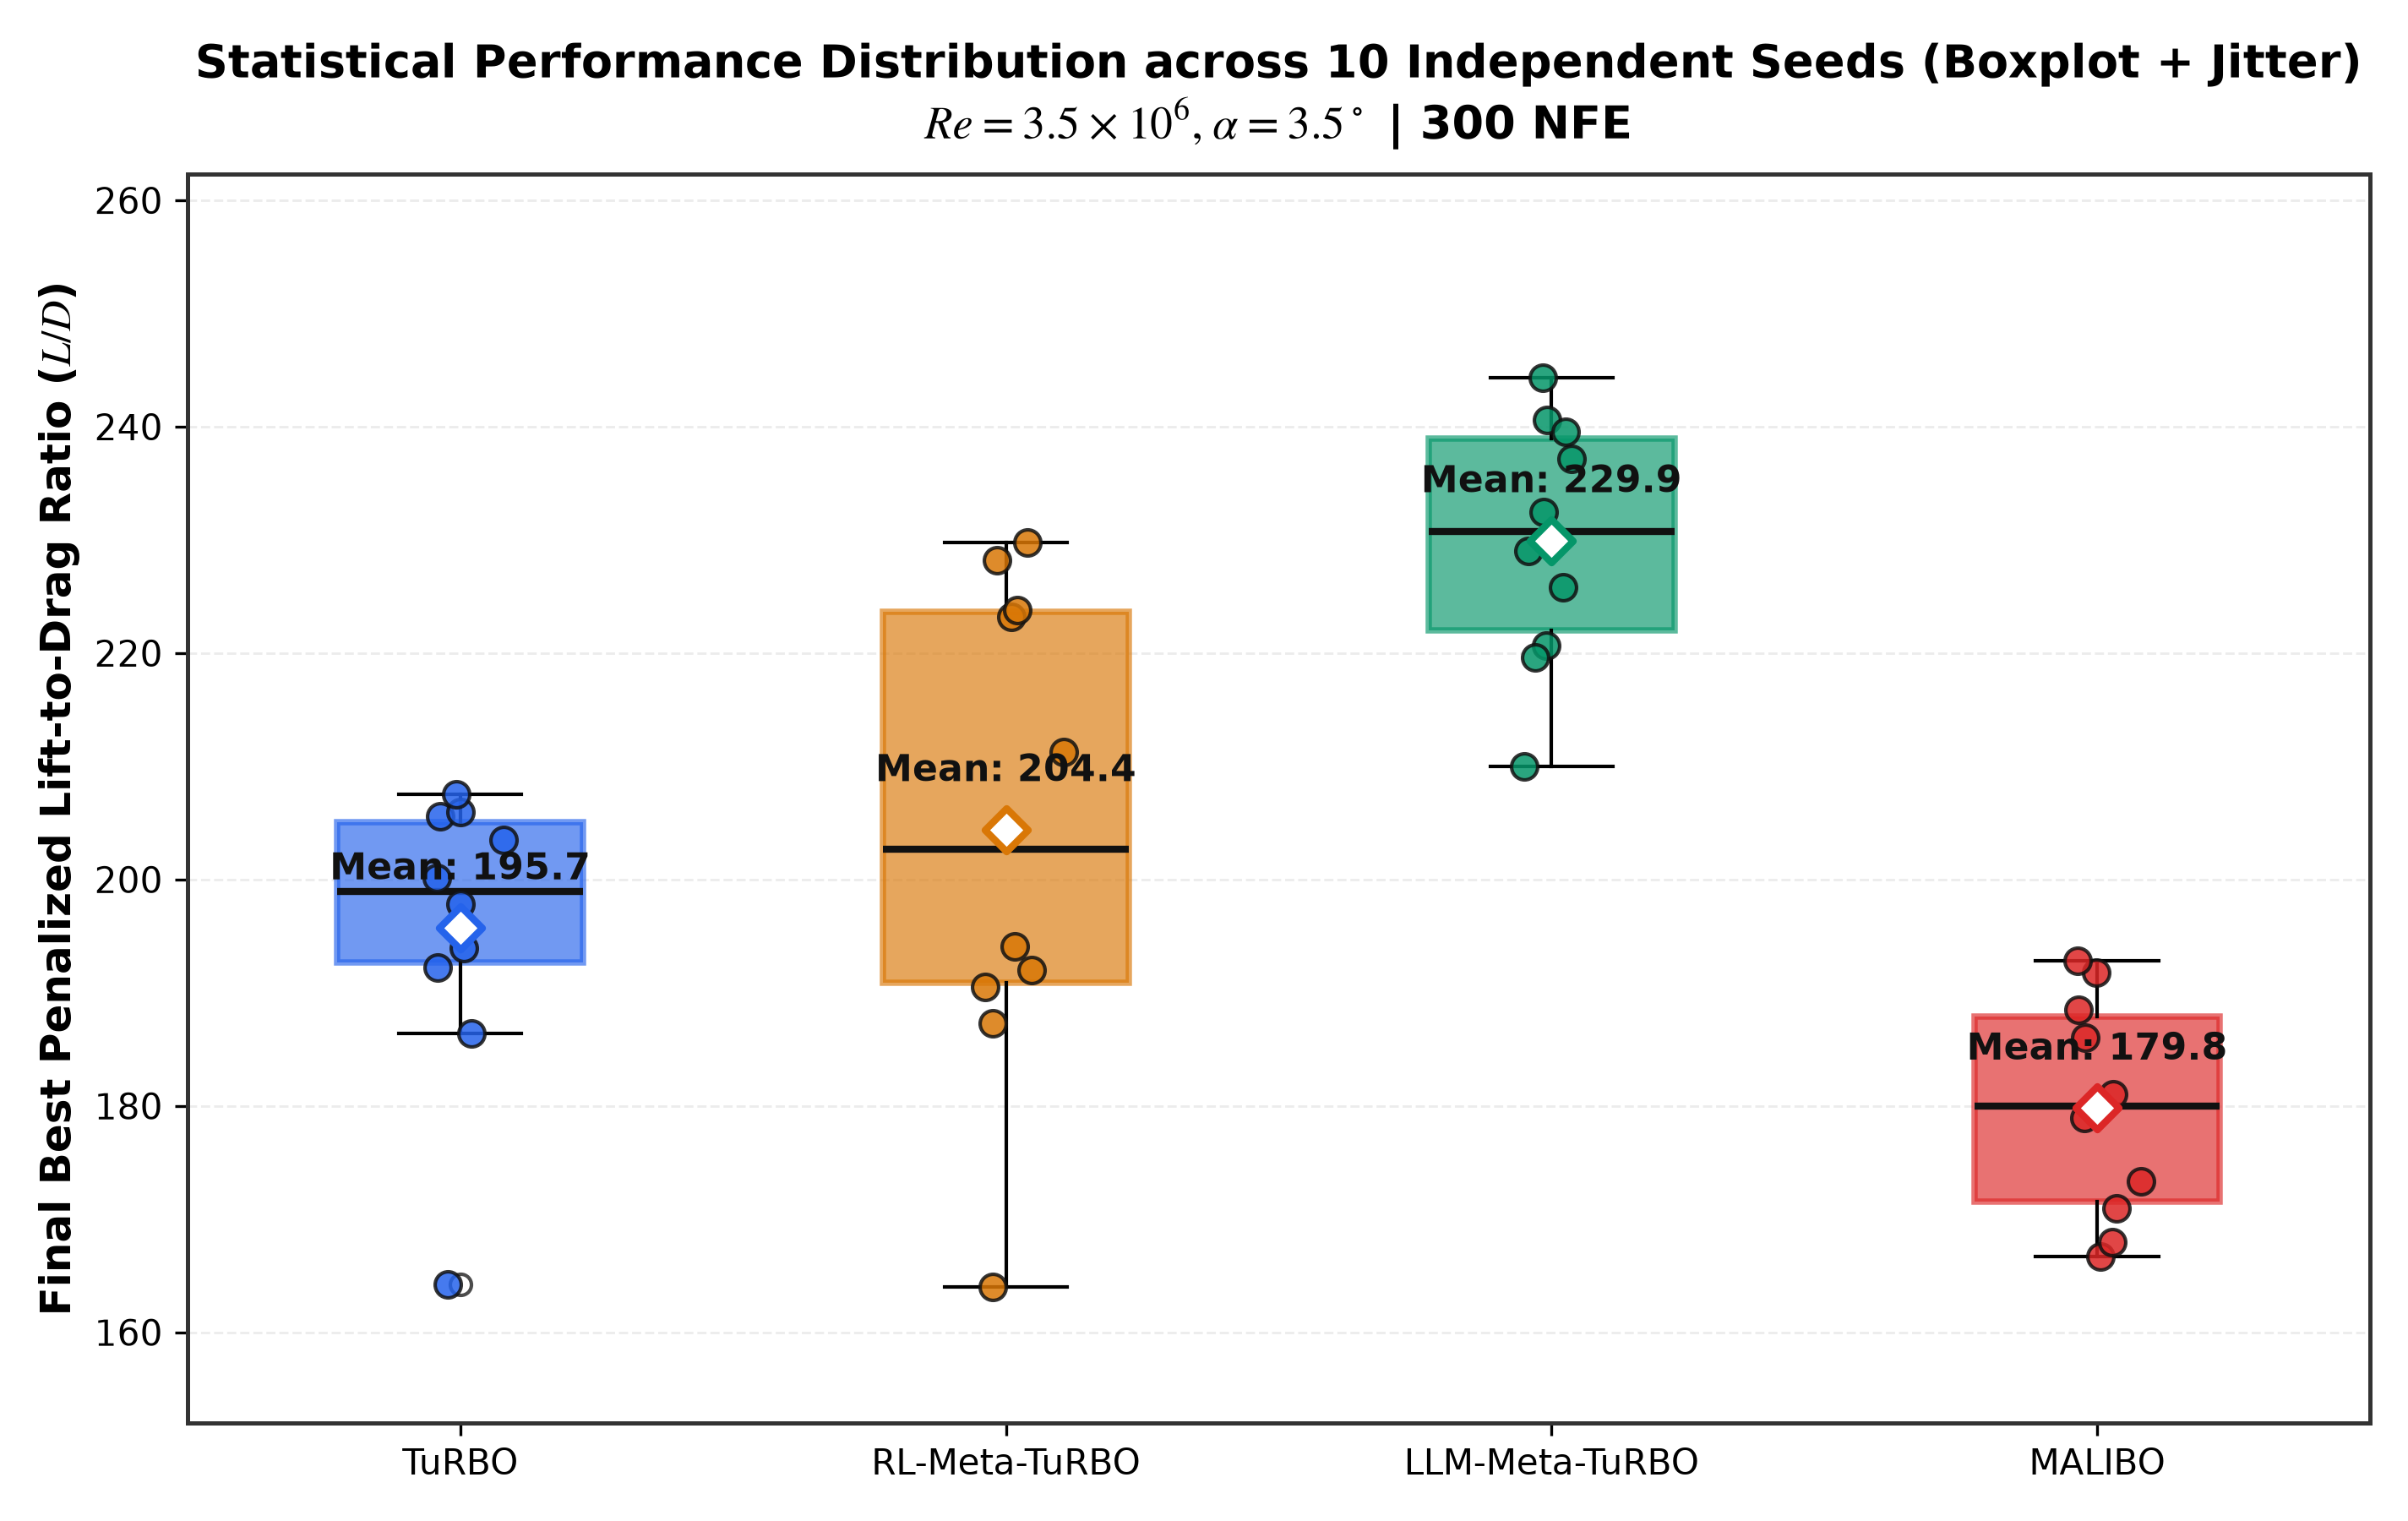 Statistical Performance Distribution across 10 Independent Seeds (Boxplot + Jitter)
Re = 3.5 × 10⁶, α = 3.5° | 300 NFE
Final Best Penalized Lift-to-Drag Ratio (L/D)
260
240
220
200
180
160
Mean: 195.7
Mean: 204.4
Mean: 229.9
Mean: 179.8
TuRBO
RL-Meta-TuRBO
LLM-Meta-TuRBO
MALIBO